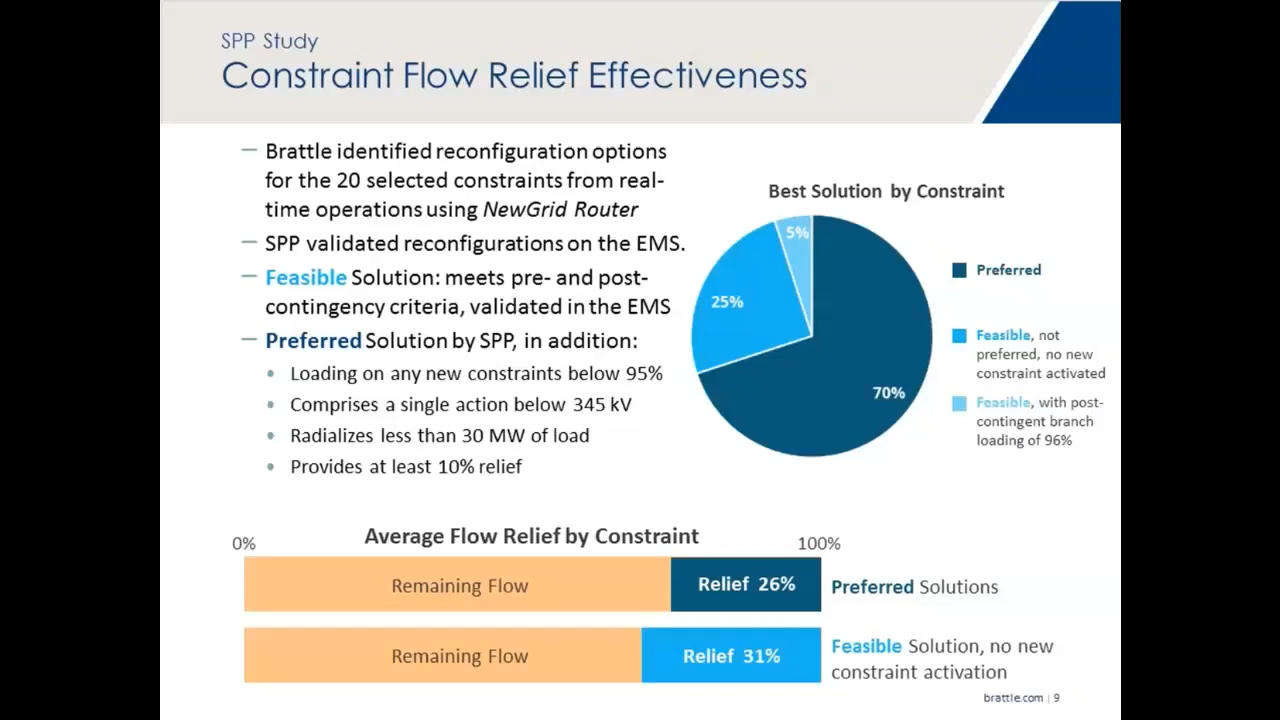 SPP Study
Constraint Flow Relief Effectiveness
— Brattle identified reconfiguration options
for the 20 selected constraints from real-
time operations using NewGrid Router
— SPP validated reconfigurations on the EMS.
— Feasible Solution: meets pre- and post-
contingency criteria, validated in the EMS
— Preferred Solution by SPP, in addition:
• Loading on any new constraints below 95%
• Comprises a single action below 345 kV
• Radializes less than 30 MW of load
• Provides at least 10% relief
Best Solution by Constraint
5%
25%
70%
Preferred
Feasible, not
preferred, no new
constraint activated
Feasible, with post-
contingent branch
loading of 96%
Average Flow Relief by Constraint
0%
100%
Remaining Flow
Relief 26%
Preferred Solutions
Remaining Flow
Relief 31%
Feasible Solution, no new
constraint activation
brattle.com | 9